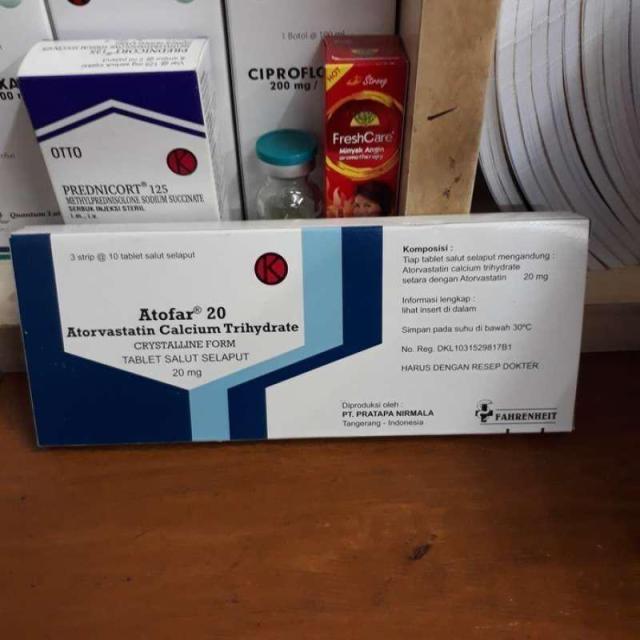 1 Botol @ 100 ml
CIPROFLO
200 mg /
HOT
Strong
FreshCare
Minyak Angin
aromatherapy
OTTO
K
PREDNICORT® 125
METHYLPREDNISOLONE SODIUM SUCCINATE
SERBUK INJEKSI STERIL
i.m., i.v.
3 strip @ 10 tablet salut selaput
K
Atofar® 20
Atorvastatin Calcium Trihydrate
CRYSTALLINE FORM
TABLET SALUT SELAPUT
20 mg
Komposisi :
Tiap tablet salut selaput mengandung :
Atorvastatin calcium trihydrate
setara dengan Atorvastatin 20 mg
Informasi lengkap :
lihat insert di dalam
Simpan pada suhu di bawah 30°C
No. Reg. DKL1031529817B1
HARUS DENGAN RESEP DOKTER
Diproduksi oleh :
PT. PRATAPA NIRMALA
Tangerang - Indonesia
FAHRENHEIT